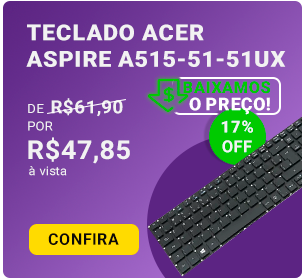 TECLADO ACER
ASPIRE A515-51-51UX
BAIXAMOS
O PREÇO!
DE R$61,90
POR
R$47,85
à vista
17%
OFF
CONFIRA